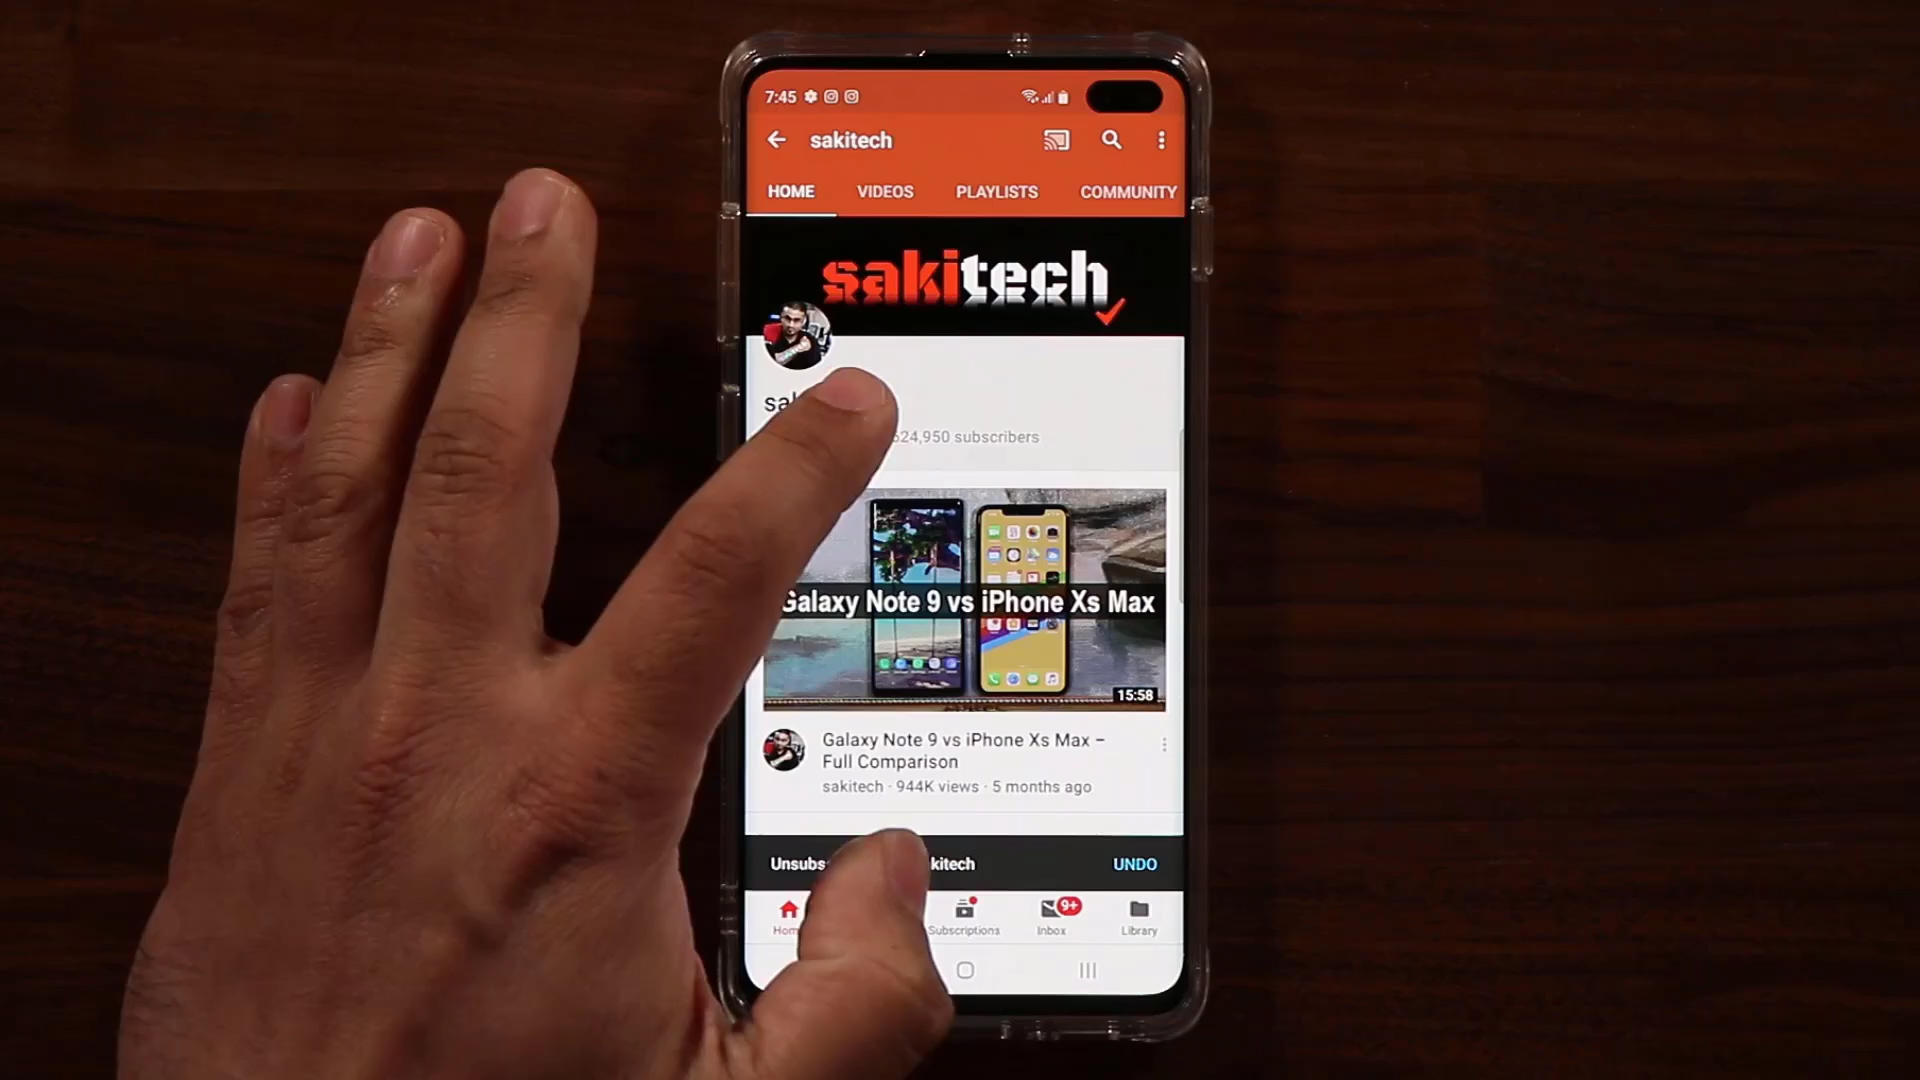 7:45
sakitech
HOME VIDEOS PLAYLISTS COMMUNITY
sakitech
624,950 subscribers
Galaxy Note 9 vs iPhone Xs Max
15:58
Galaxy Note 9 vs iPhone Xs Max –
Full Comparison
sakitech · 944K views · 5 months ago
UNDO
9+
Subscriptions Inbox Library